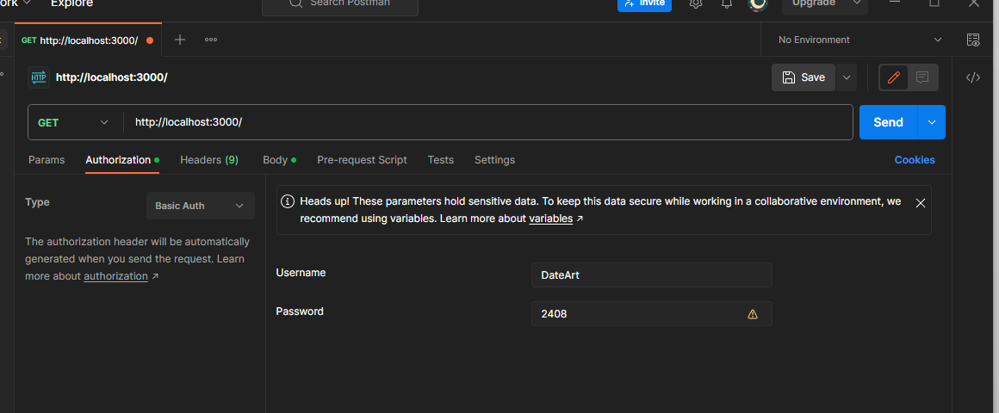 Explore
Search Postman
Invite
Upgrade
GET http://localhost:3000/
No Environment
HTTP http://localhost:3000/
Save
GET http://localhost:3000/
Send
Params Authorization Headers (9) Body Pre-request Script Tests Settings Cookies
Type
Basic Auth
The authorization header will be automatically
generated when you send the request. Learn
more about authorization ↗
Heads up! These parameters hold sensitive data. To keep this data secure while working in a collaborative environment, we
recommend using variables. Learn more about variables ↗
Username
DateArt
Password
2408